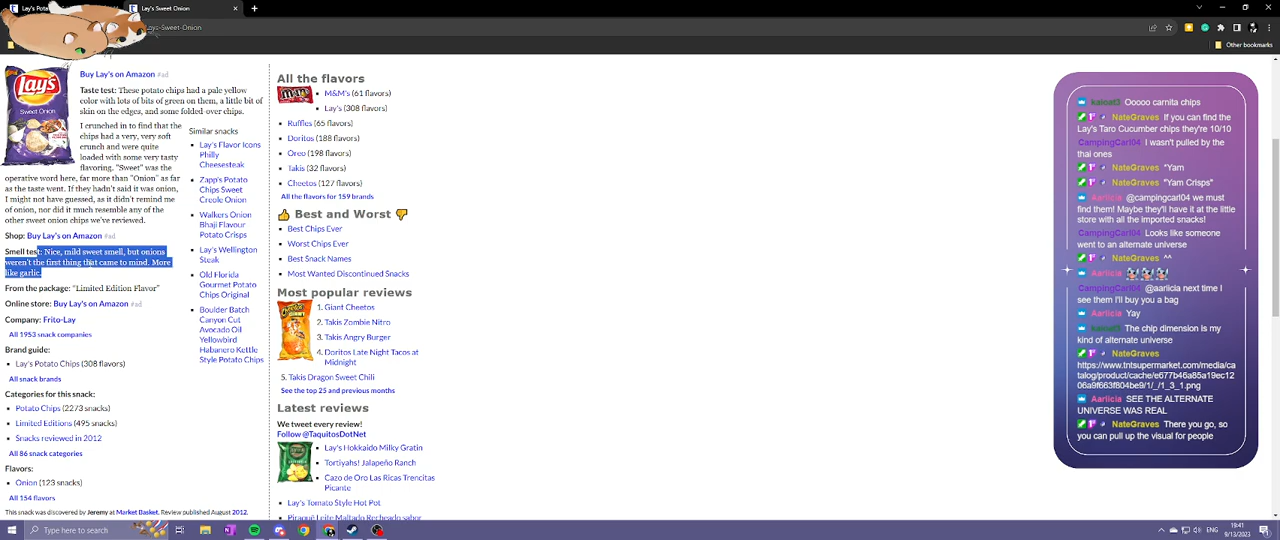 Lay's Pota
Lay's Sweet Onion
ays-Sweet-Onion
Other bookmarks
Lay's
Sweet Onion
Buy Lay's on Amazon #ad
Taste test: These potato chips had a pale yellow
color with lots of bits of green on them, a little bit of
skin on the edges, and some folded-over chips.
I crunched in to find that the
chips had a very, very soft
crunch and were quite
loaded with some very tasty
flavoring. "Sweet" was the
operative word here, far more than "Onion" as far
as the taste went. If they hadn't said it was onion,
I might not have guessed, as it didn't remind me
of onion, nor did it much resemble any of the
other sweet onion chips we've reviewed.
Shop: Buy Lay's on Amazon #ad
Smell test: Nice, mild sweet smell, but onions
weren't the first thing that came to mind. More
like garlic.
From the package: "Limited Edition Flavor"
Online store: Buy Lay's on Amazon #ad
Company: Frito-Lay
All 1953 snack companies
Brand guide:
Lay's Potato Chips (308 flavors)
All snack brands
Categories for this snack:
Potato Chips (2273 snacks)
Limited Editions (495 snacks)
Snacks reviewed in 2012
All 86 snack categories
Flavors:
Onion (123 snacks)
All 154 flavors
This snack was discovered by Jeremy at Market Basket. Review published August 2012.
Similar snacks
Lay's Flavor Icons
Philly
Cheesesteak
Zapp's Potato
Chips Sweet
Creole Onion
Walkers Onion
Bhaji Flavour
Potato Crisps
Lay's Wellington
Steak
Old Florida
Gourmet Potato
Chips Original
Boulder Batch
Canyon Cut
Avocado Oil
Yellowbird
Habanero Kettle
Style Potato Chips
All the flavors
M&M's (61 flavors)
Lay's (308 flavors)
Ruffles (65 flavors)
Doritos (188 flavors)
Oreo (198 flavors)
Takis (32 flavors)
Cheetos (127 flavors)
All the flavors for 159 brands
Best and Worst
Best Chips Ever
Worst Chips Ever
Best Snack Names
Most Wanted Discontinued Snacks
Most popular reviews
1. Giant Cheetos
2. Takis Zombie Nitro
3. Takis Angry Burger
4. Doritos Late Night Tacos at
Midnight
5. Takis Dragon Sweet Chili
See the top 25 and previous months
Latest reviews
We tweet every review!
Follow @TaquitosDotNet
Lay's Hokkaido Milky Gratin
Tortiyahs! Jalapeño Ranch
Cazo de Oro Las Ricas Trencitas
Picante
Lay's Tomato Style Hot Pot
Piraquê Leite Maltado Recheado sabor
kaicat3 Ooooo carnita chips
NateGraves If you can find the
Lay's Taro Cucumber chips they're 10/10
CampingCarl04 I wasn't pulled by the
thai ones
NateGraves *Yam
NateGraves "Yam Crisps"
Aarlicia @campingcarl04 we must
find them! Maybe they'll have it at the little
store with all the imported snacks!
CampingCarl04 Looks like someone
went to an alternate universe
NateGraves ^^
Aarlicia
CampingCarl04 @aarlicia next time I
see them I'll buy you a bag
Aarlicia Yay
kaicat3 The chip dimension is my
kind of alternate universe
NateGraves
https://www.tntsupermarket.com/media/ca
talog/product/cache/e677b46a85a19ec12
06a9f663f804be9/1/_/1_3_1.png
Aarlicia SEE THE ALTERNATE
UNIVERSE WAS REAL
NateGraves There you go, so
you can pull up the visual for people
Type here to search
ENG
19:41
9/13/2023